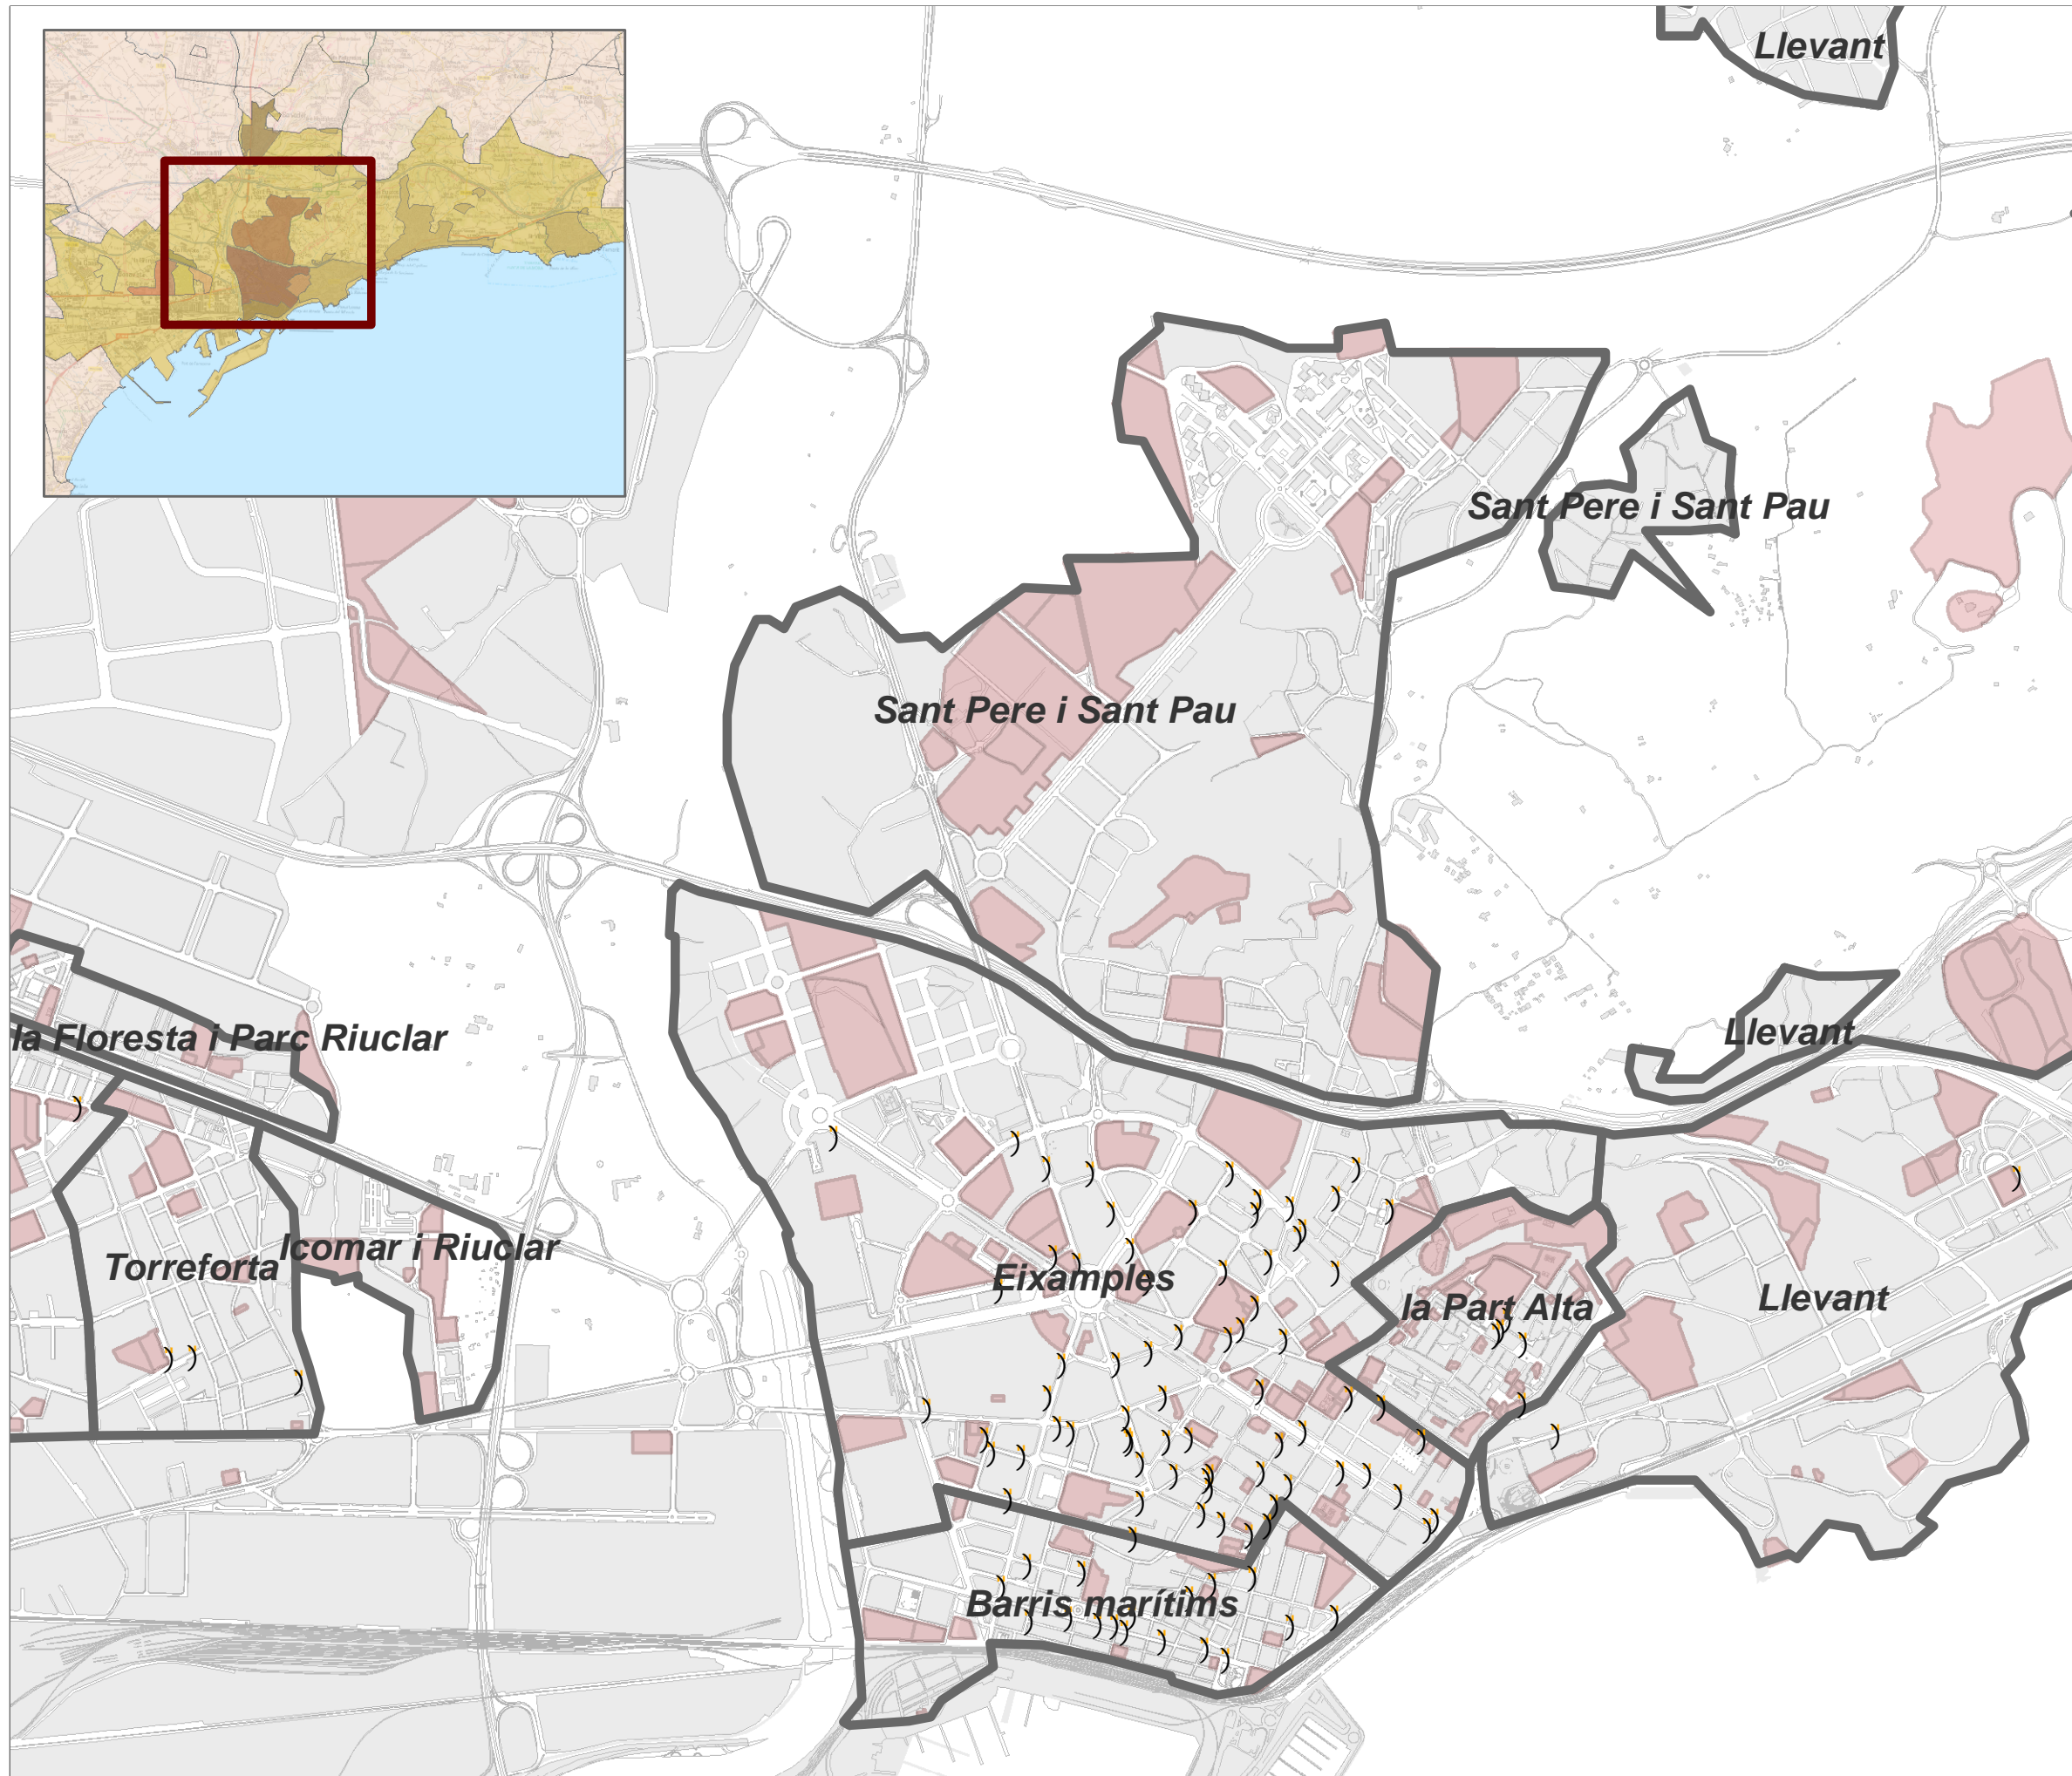 Llevant
Sant Pere i Sant Pau
Sant Pere i Sant Pau
la Floresta i Parc Riuclar
Llevant
Torreforta
Icomar i Riuclar
Eixamples
la Part Alta
Llevant
Barris marítims